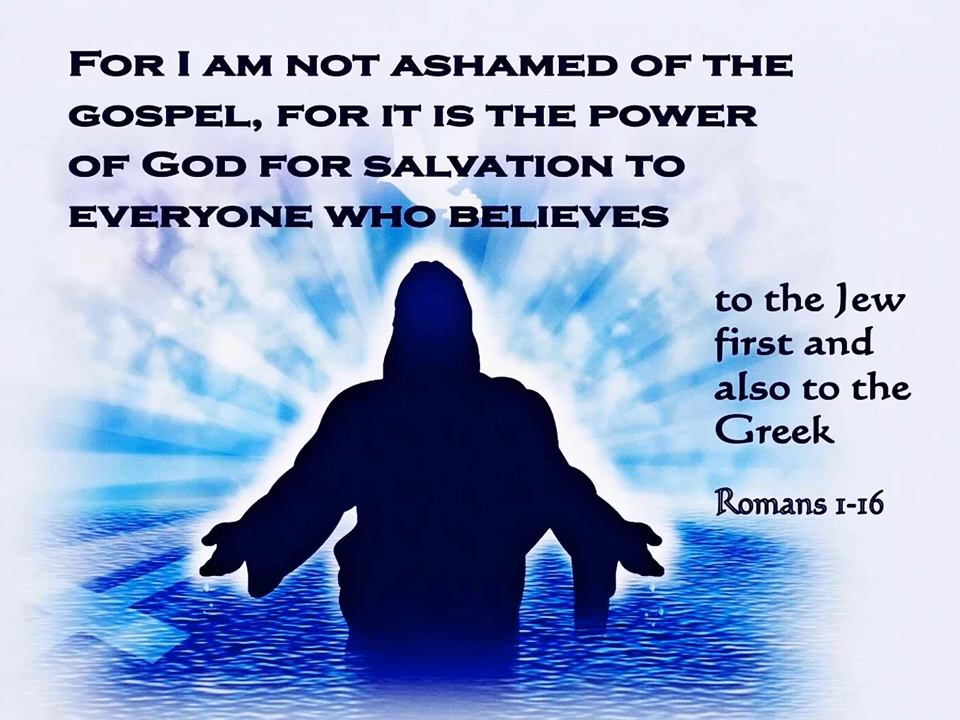 For I am not ashamed of the
gospel, for it is the power
of God for salvation to
everyone who believes
to the Jew
first and
also to the
Greek
Romans 1-16